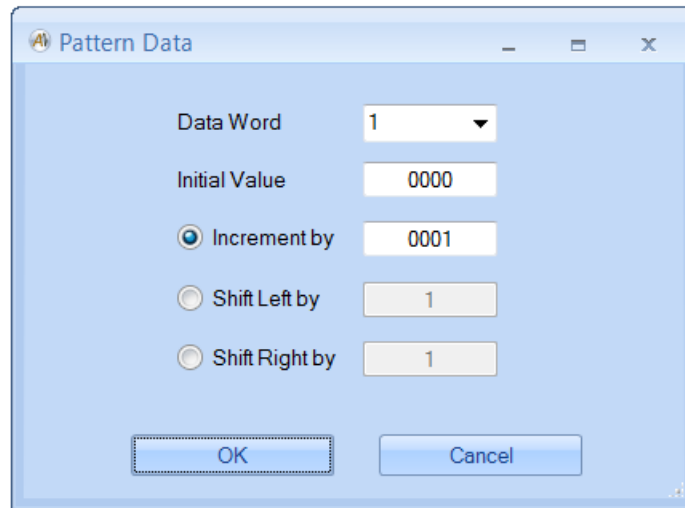 Pattern Data
Data Word 1
Initial Value 0000
Increment by 0001
Shift Left by 1
Shift Right by 1
OK Cancel